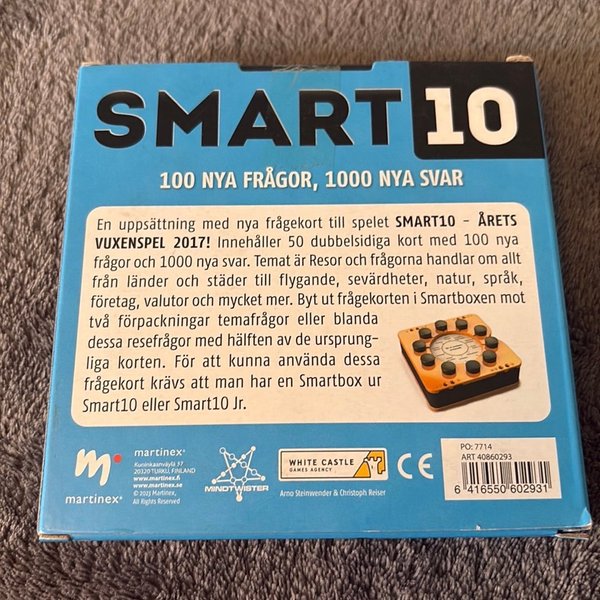 SMART 10
100 NYA FRÅGOR, 1000 NYA SVAR
En uppsättning med nya frågekort till spelet SMART10 – ÅRETS
VUXENSPEL 2017! Innehåller 50 dubbelsidiga kort med 100 nya
frågor och 1000 nya svar. Temat är Resor och frågorna handlar om allt
från länder och städer till flygande, sevärdheter, natur, språk,
företag, valutor och mycket mer. Byt ut frågekorten i Smartboxen mot
två förpackningar temafrågor eller blanda
dessa resefrågor med hälften av de ursprung-
liga korten. För att kunna använda dessa
frågekort krävs att man har en Smartbox ur
Smart10 eller Smart10 Jr.
m
martinex®
martinex®
Kuninkaanväylä 37
20320 TURKU, FINLAND
www.martinex.fi
www.martinex.se
© 2023 Martinex,
All Rights Reserved
MINDTWISTER
WHITE CASTLE
GAMES AGENCY
Arno Steinwender & Christoph Reiser
CE
PO: 7714
ART 40860293
6 416550 602931